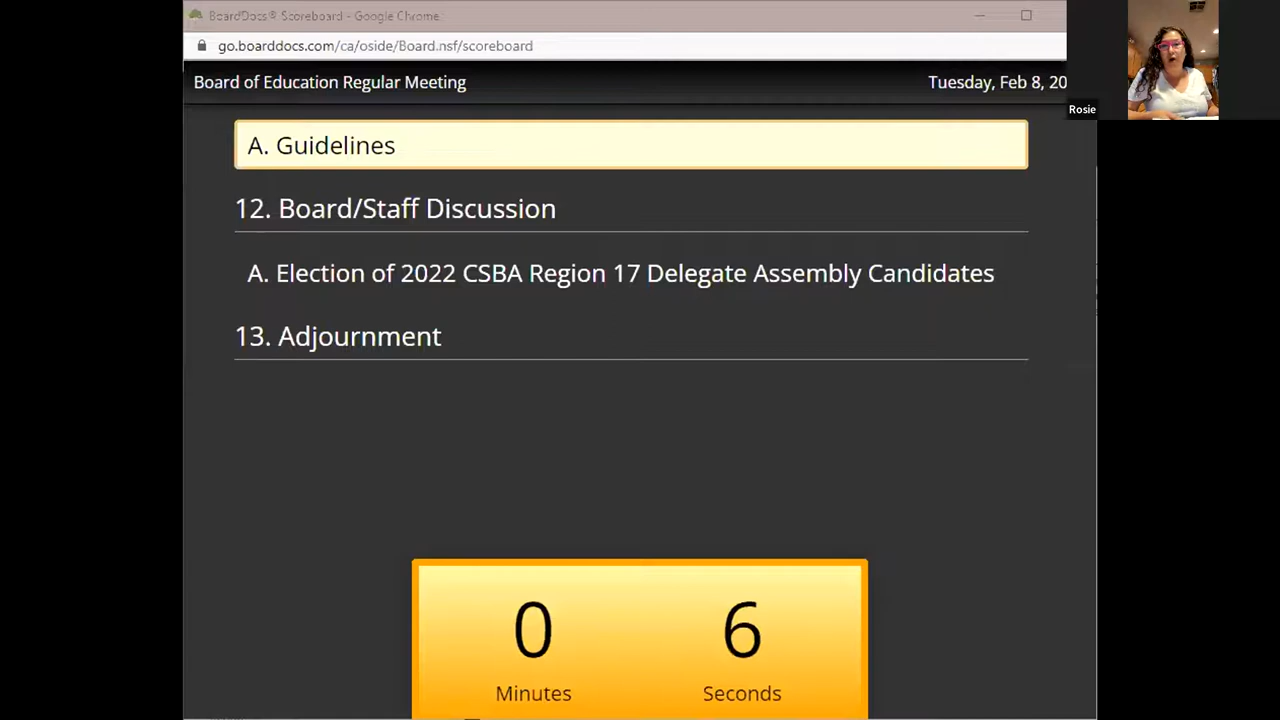 BoardDocs® Scoreboard - Google Chrome
go.boarddocs.com/ca/oside/Board.nsf/scoreboard
Board of Education Regular Meeting
Tuesday, Feb 8, 20
Rosie
A. Guidelines
12. Board/Staff Discussion
A. Election of 2022 CSBA Region 17 Delegate Assembly Candidates
13. Adjournment
0 6
Minutes Seconds